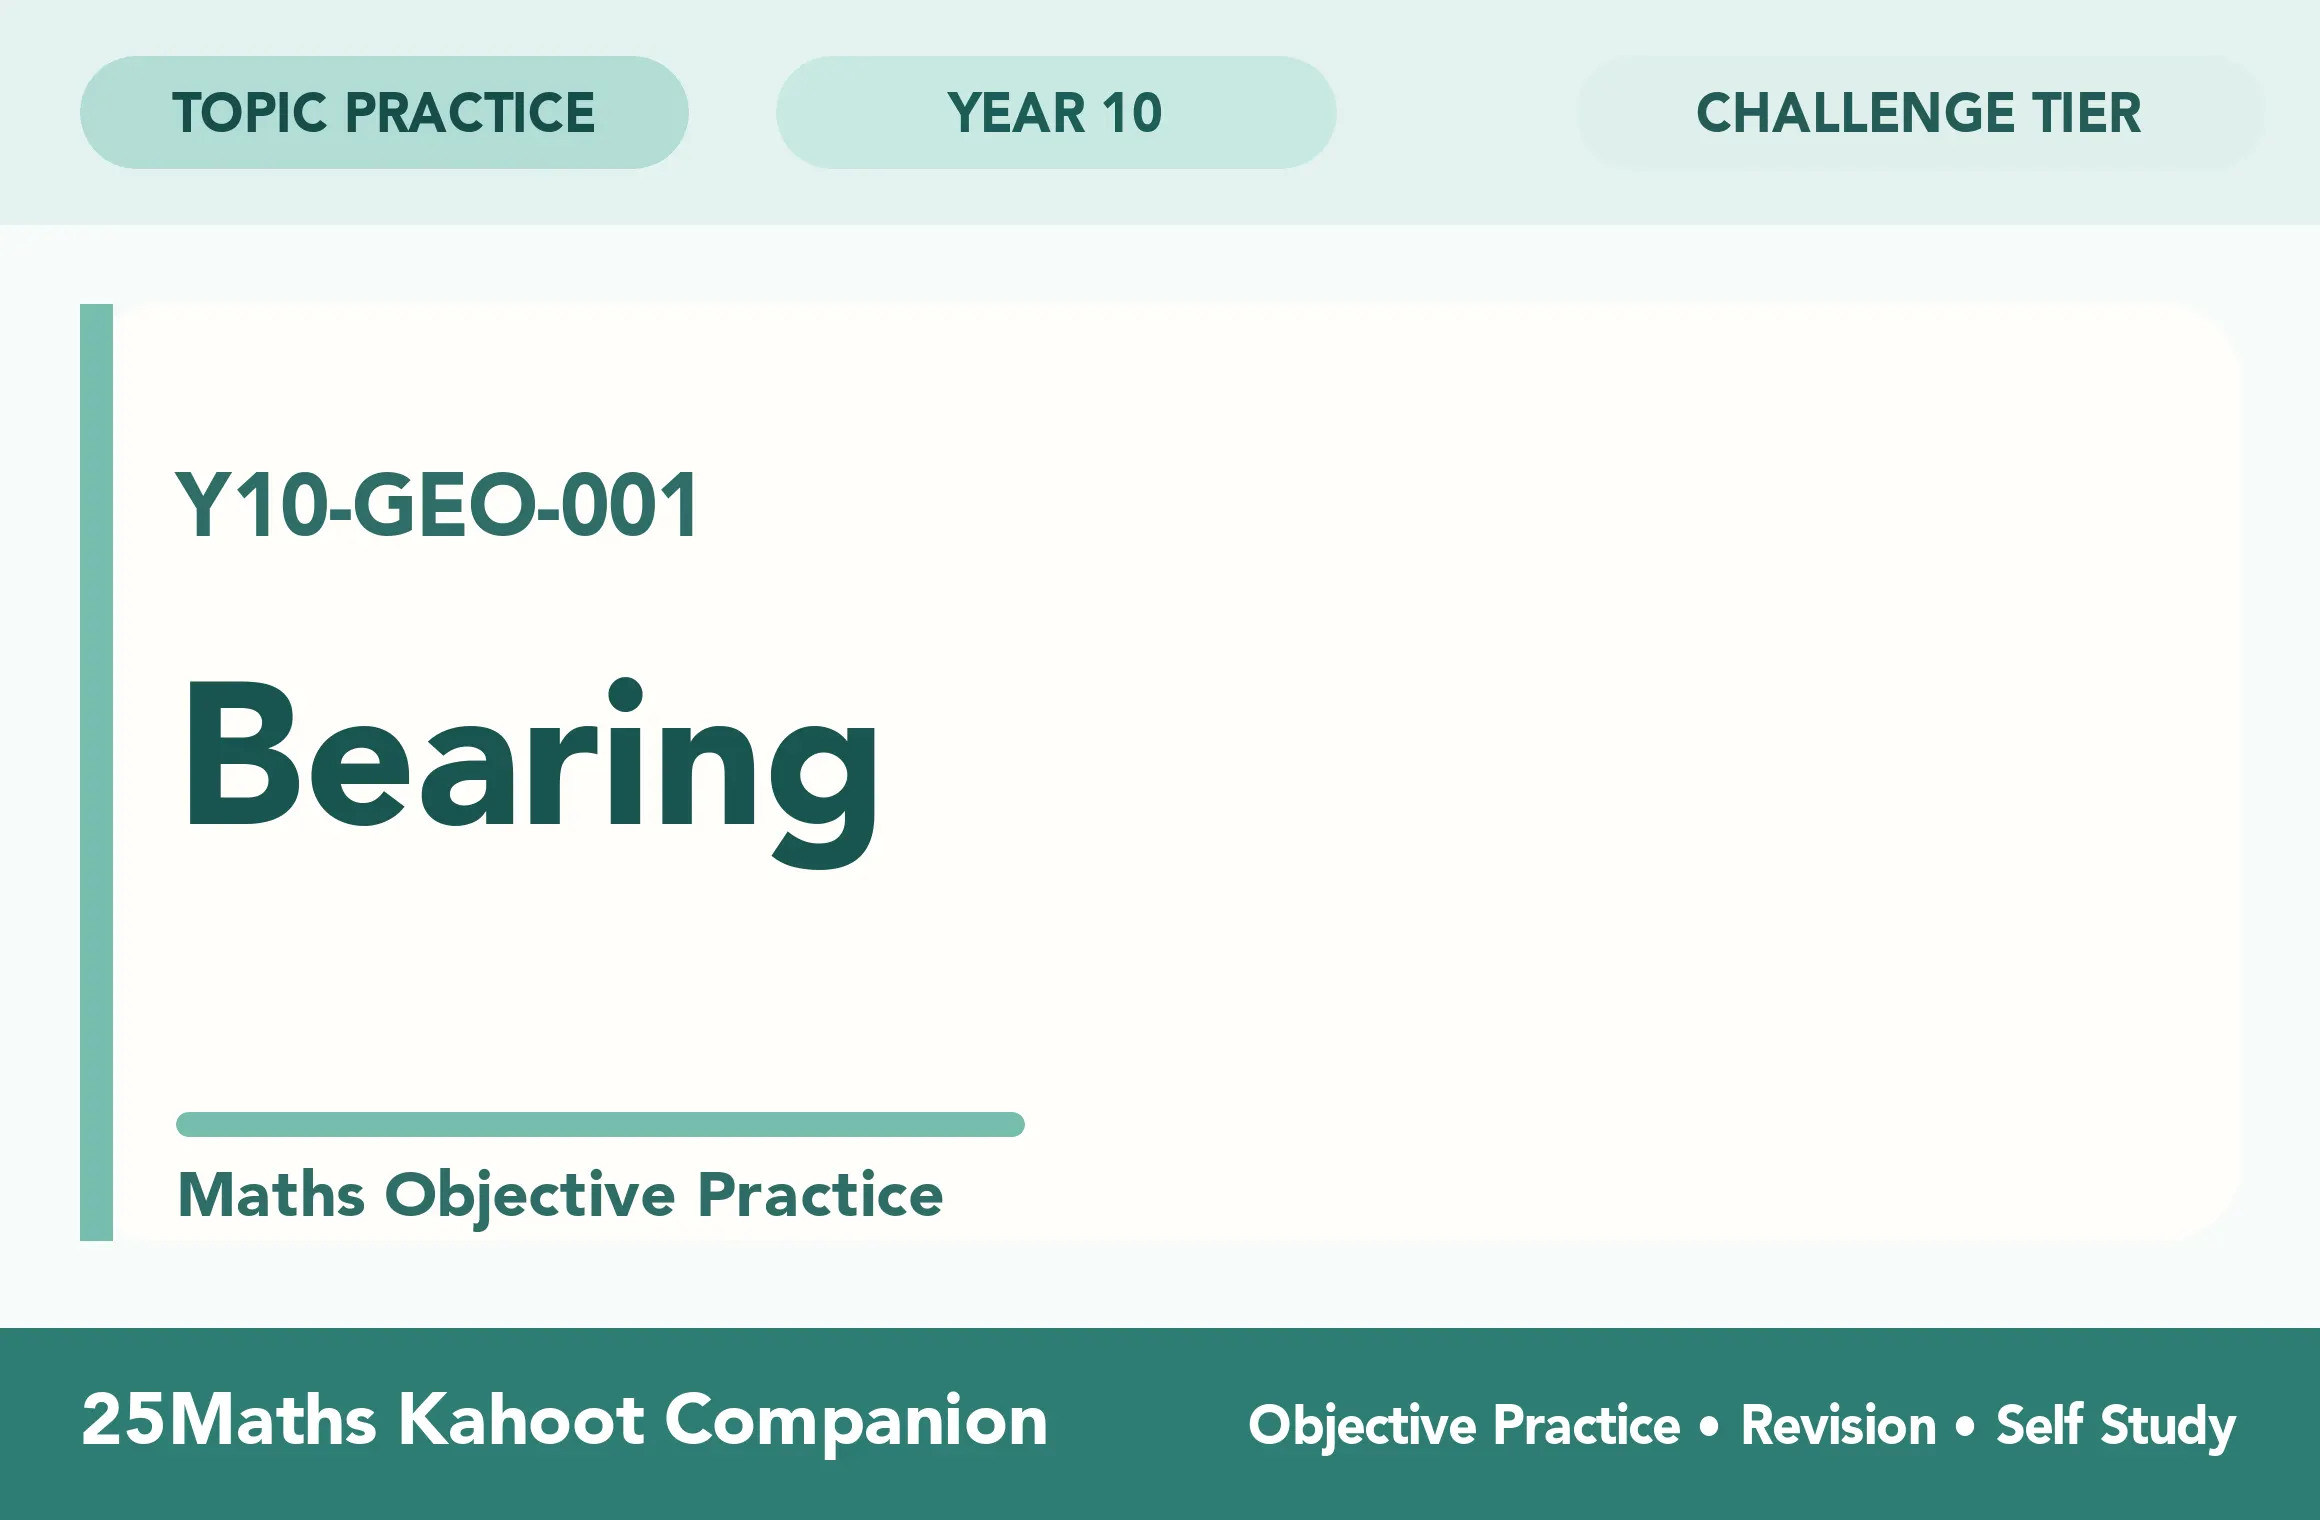 TOPIC PRACTICE
YEAR 10
CHALLENGE TIER
Y10-GEO-001
Bearing
Maths Objective Practice
25Maths Kahoot Companion
Objective Practice • Revision • Self Study